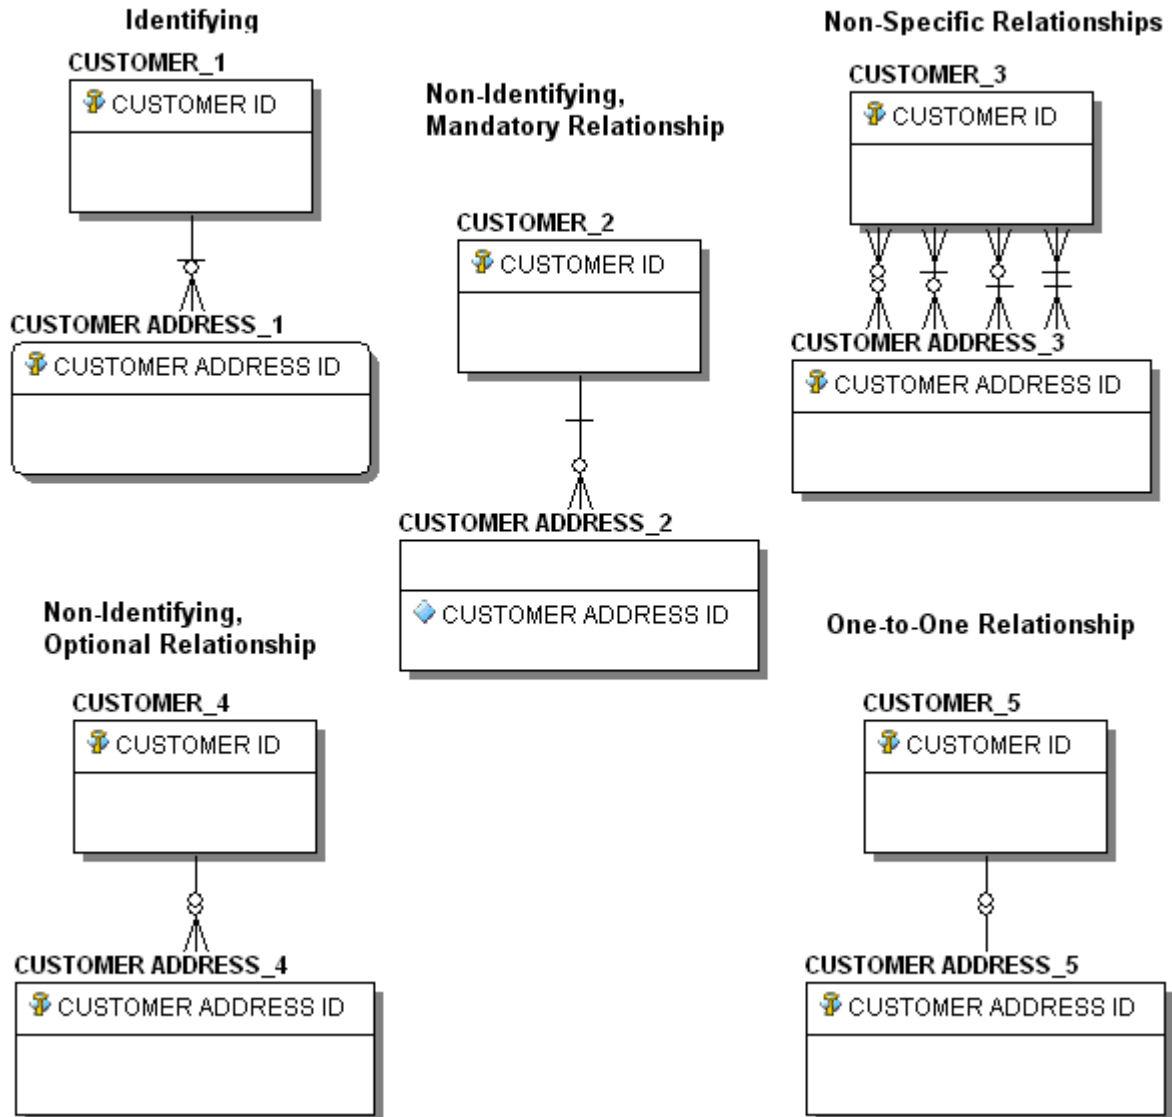 Identifying
CUSTOMER_1
CUSTOMER ID
CUSTOMER ADDRESS_1
CUSTOMER ADDRESS ID
Non-Identifying,
Mandatory Relationship
CUSTOMER_2
CUSTOMER ID
CUSTOMER ADDRESS_2
CUSTOMER ADDRESS ID
Non-Specific Relationships
CUSTOMER_3
CUSTOMER ID
CUSTOMER ADDRESS_3
CUSTOMER ADDRESS ID
Non-Identifying,
Optional Relationship
CUSTOMER_4
CUSTOMER ID
CUSTOMER ADDRESS_4
CUSTOMER ADDRESS ID
One-to-One Relationship
CUSTOMER_5
CUSTOMER ID
CUSTOMER ADDRESS_5
CUSTOMER ADDRESS ID